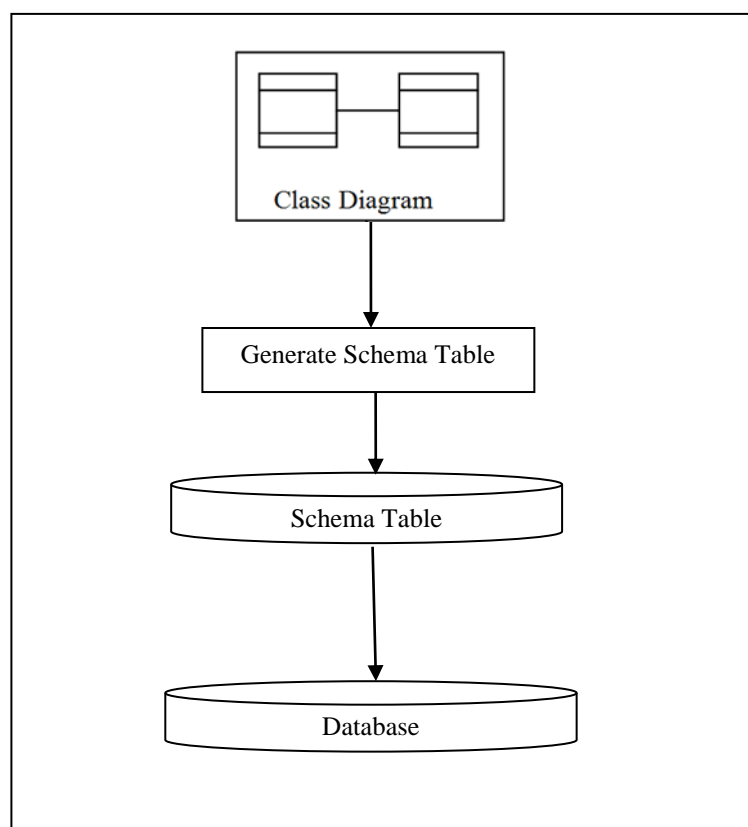 Class Diagram
Generate Schema Table
Schema Table
Database